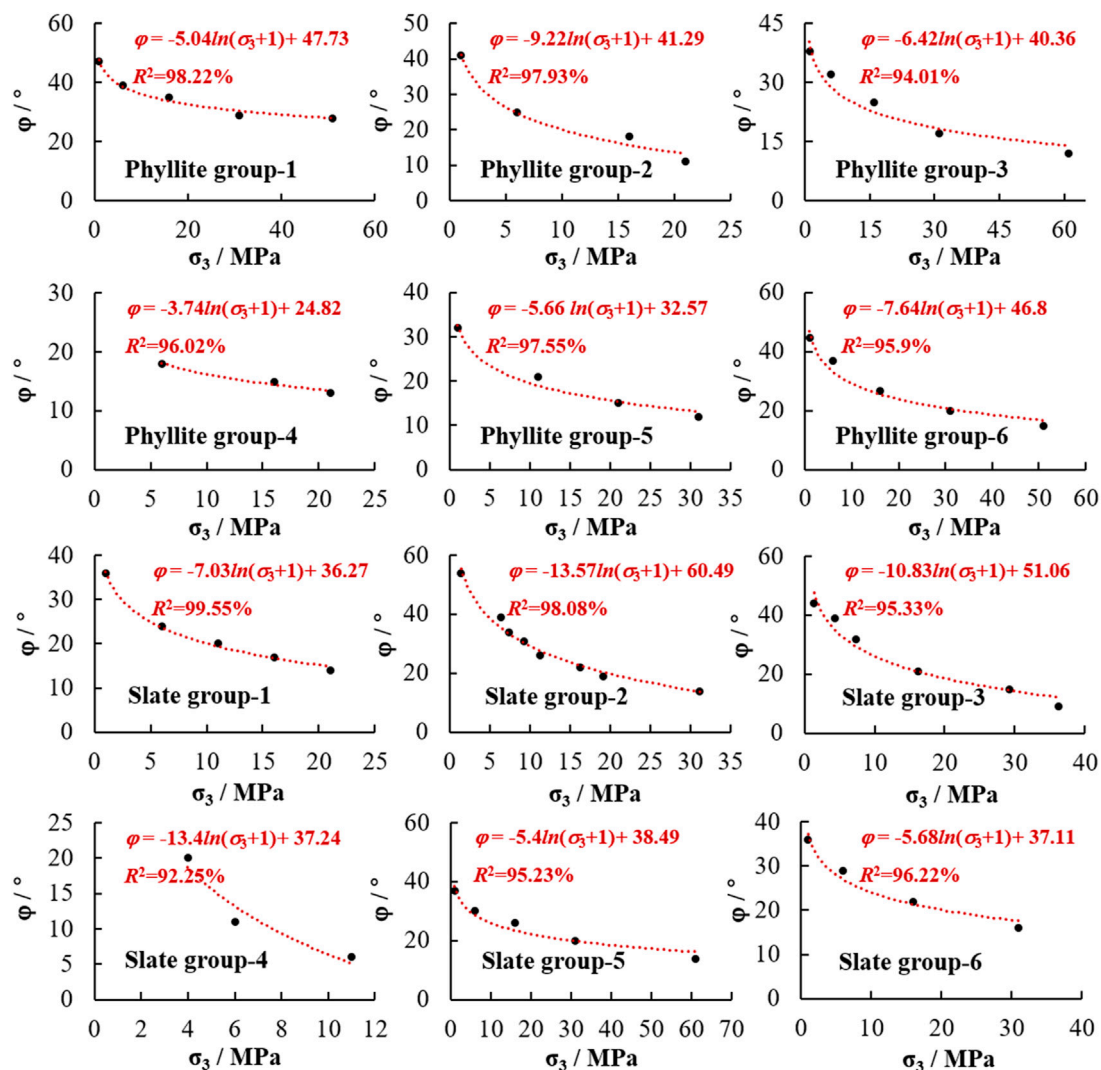 φ = -5.04ln(σ₃+1)+ 47.73
R²=98.22%
Phyllite group-1
φ / °
60
40
20
0
0 20 40 60
σ₃ / MPa
φ = -9.22ln(σ₃+1)+ 41.29
R²=97.93%
Phyllite group-2
φ / °
50
40
30
20
10
0
0 5 10 15 20 25
σ₃ / MPa
φ = -6.42ln(σ₃+1)+ 40.36
R²=94.01%
Phyllite group-3
φ / °
45
30
15
0
0 15 30 45 60
σ₃ / MPa
φ = -3.74ln(σ₃+1)+ 24.82
R²=96.02%
Phyllite group-4
φ / °
30
20
10
0
0 5 10 15 20 25
σ₃ / MPa
φ = -5.66 ln(σ₃+1)+ 32.57
R²=97.55%
Phyllite group-5
φ / °
40
30
20
10
0
0 5 10 15 20 25 30 35
σ₃ / MPa
φ = -7.64ln(σ₃+1)+ 46.8
R²=95.9%
Phyllite group-6
φ / °
60
40
20
0
0 10 20 30 40 50 60
σ₃ / MPa
φ = -7.03ln(σ₃+1)+ 36.27
R²=99.55%
Slate group-1
φ / °
40
30
20
10
0
0 5 10 15 20 25
σ₃ / MPa
φ = -13.57ln(σ₃+1)+ 60.49
R²=98.08%
Slate group-2
φ / °
60
40
20
0
0 5 10 15 20 25 30 35
σ₃ / MPa
φ = -10.83ln(σ₃+1)+ 51.06
R²=95.33%
Slate group-3
φ / °
60
40
20
0
0 10 20 30 40
σ₃ / MPa
φ = -13.4ln(σ₃+1)+ 37.24
R²=92.25%
Slate group-4
φ / °
25
20
15
10
5
0
0 2 4 6 8 10 12
σ₃ / MPa
φ = -5.4ln(σ₃+1)+ 38.49
R²=95.23%
Slate group-5
φ / °
60
40
20
0
0 10 20 30 40 50 60 70
σ₃ / MPa
φ = -5.68ln(σ₃+1)+ 37.11
R²=96.22%
Slate group-6
φ / °
40
30
20
10
0
0 10 20 30 40
σ₃ / MPa